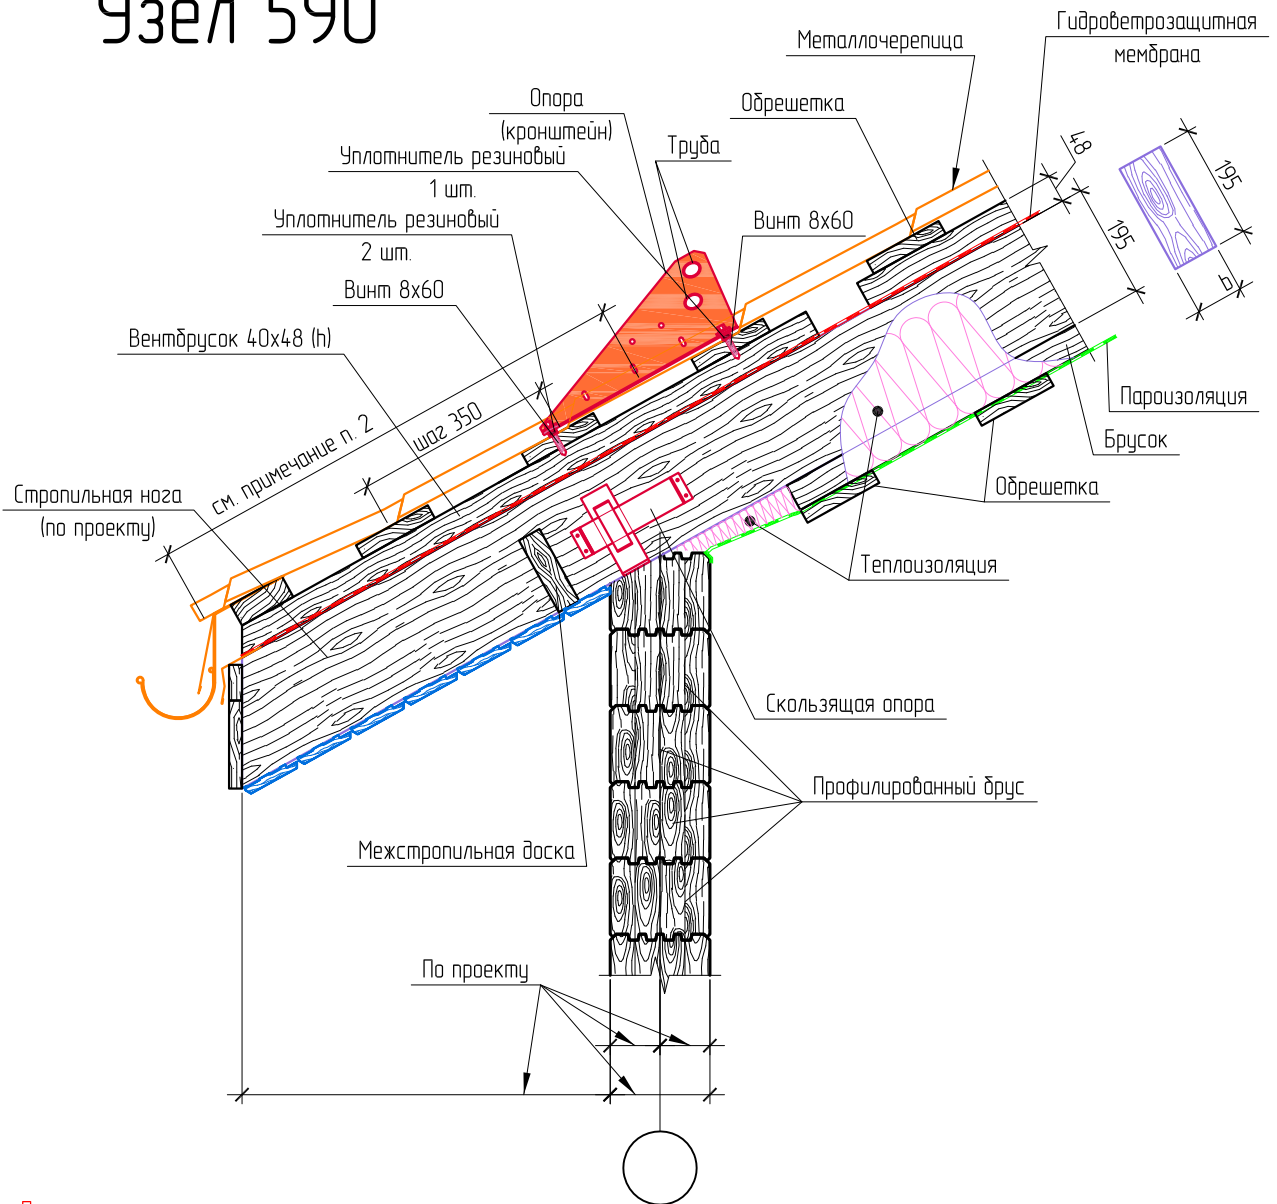 Узел 590
Гидроветрозащитная
мембрана
Металлочерепица
Опора
(кронштейн)
Обрешетка
Труба
Уплотнитель резиновый
1 шт.
Уплотнитель резиновый
2 шт.
Винт 8х60
Винт 8х60
Вентбрусок 40х48 (h)
48
195
195
b
см. примечание п. 2
шаг 350
Стропильная нога
(по проекту)
Пароизоляция
Брусок
Обрешетка
Теплоизоляция
Скользящая опора
Профилированный брус
Межстропильная доска
По проекту